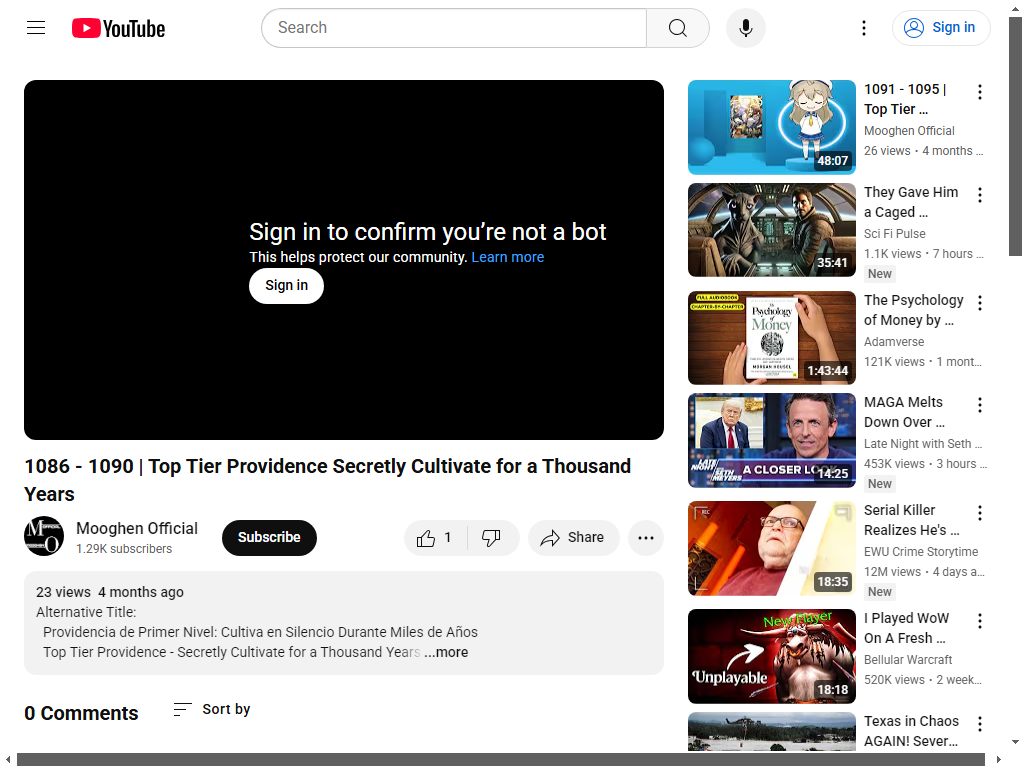 YouTube
Search
Sign in
Sign in to confirm you’re not a bot
This helps protect our community. Learn more
Sign in
1086 - 1090 | Top Tier Providence Secretly Cultivate for a Thousand
Years
Mooghen Official
1.29K subscribers
Subscribe
1
Share
23 views 4 months ago
Alternative Title:
Providencia de Primer Nivel: Cultiva en Silencio Durante Miles de Años
Top Tier Providence - Secretly Cultivate for a Thousand Years ...more
0 Comments
Sort by
48:07
1091 - 1095 |
Top Tier ...
Mooghen Official
26 views • 4 months ...
35:41
They Gave Him
a Caged ...
Sci Fi Pulse
1.1K views • 7 hours ...
New
FULL AUDIOBOOK
CHAPTER-BY-CHAPTER
The
Psychology
of
Money
MORGAN HOUSEL
1:43:44
The Psychology
of Money by ...
Adamverse
121K views • 1 mont...
LATE
NIGHT
SETH
MEYERS
A CLOSER LOOK
14:25
MAGA Melts
Down Over ...
Late Night with Seth ...
453K views • 3 hours ...
New
REC
18:35
Serial Killer
Realizes He's ...
EWU Crime Storytime
12M views • 4 days a...
New
New Player
Unplayable
18:18
I Played WoW
On A Fresh ...
Bellular Warcraft
520K views • 2 week...
Texas in Chaos
AGAIN! Sever...